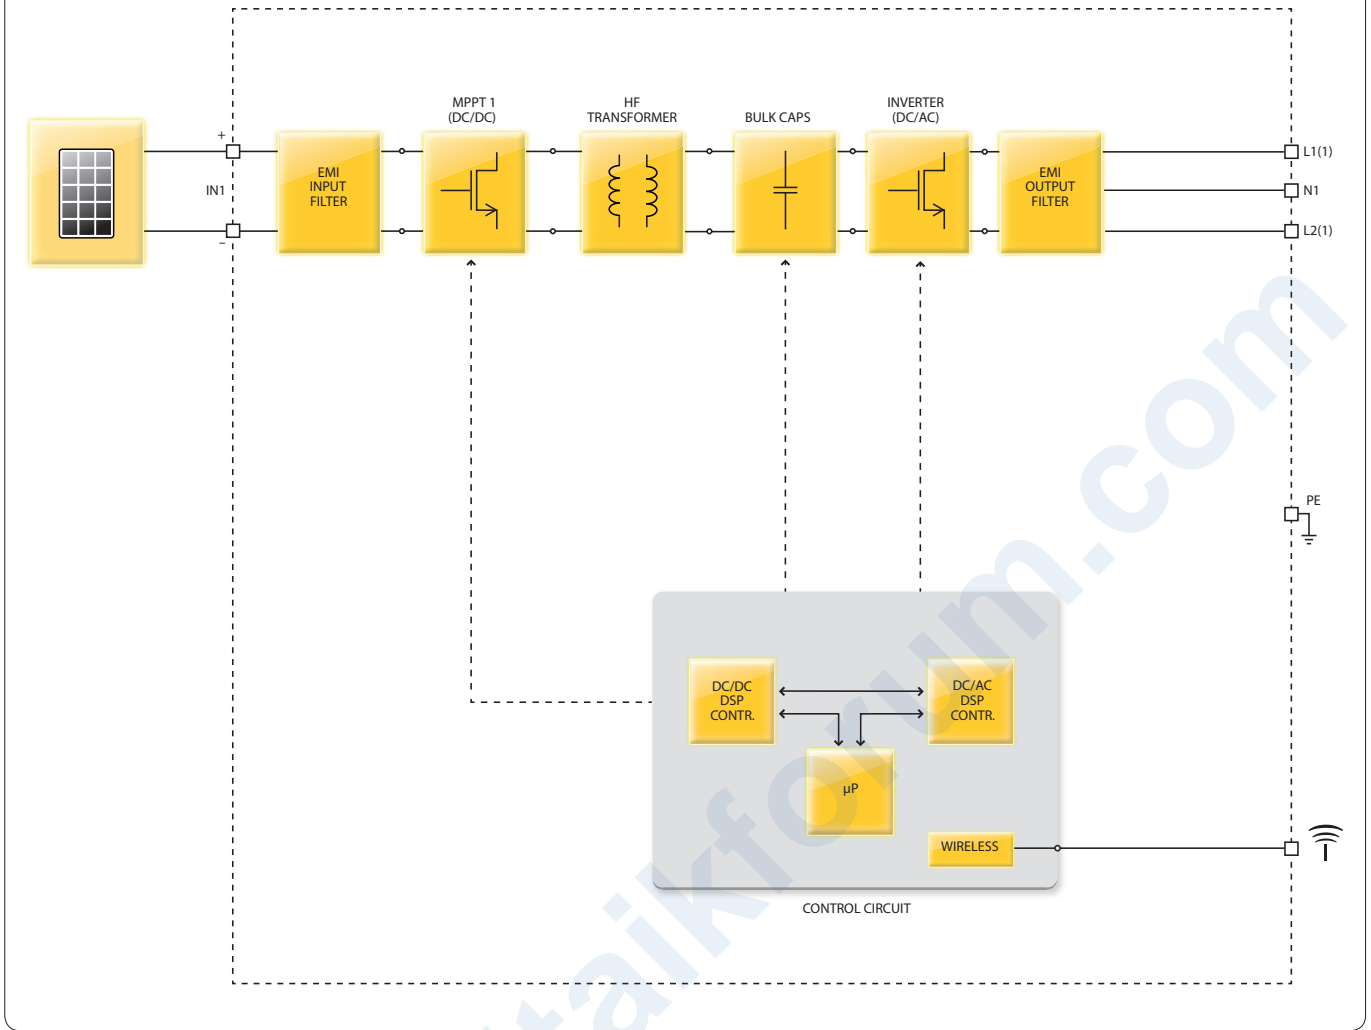 MPPT 1
(DC/DC)
HF
TRANSFORMER
BULK CAPS
INVERTER
(DC/AC)
+
IN1
–
EMI
INPUT
FILTER
EMI
OUTPUT
FILTER
L1(1)
N1
L2(1)
PE
DC/DC
DSP
CONTR.
DC/AC
DSP
CONTR.
µP
WIRELESS
CONTROL CIRCUIT
itaikforum.com